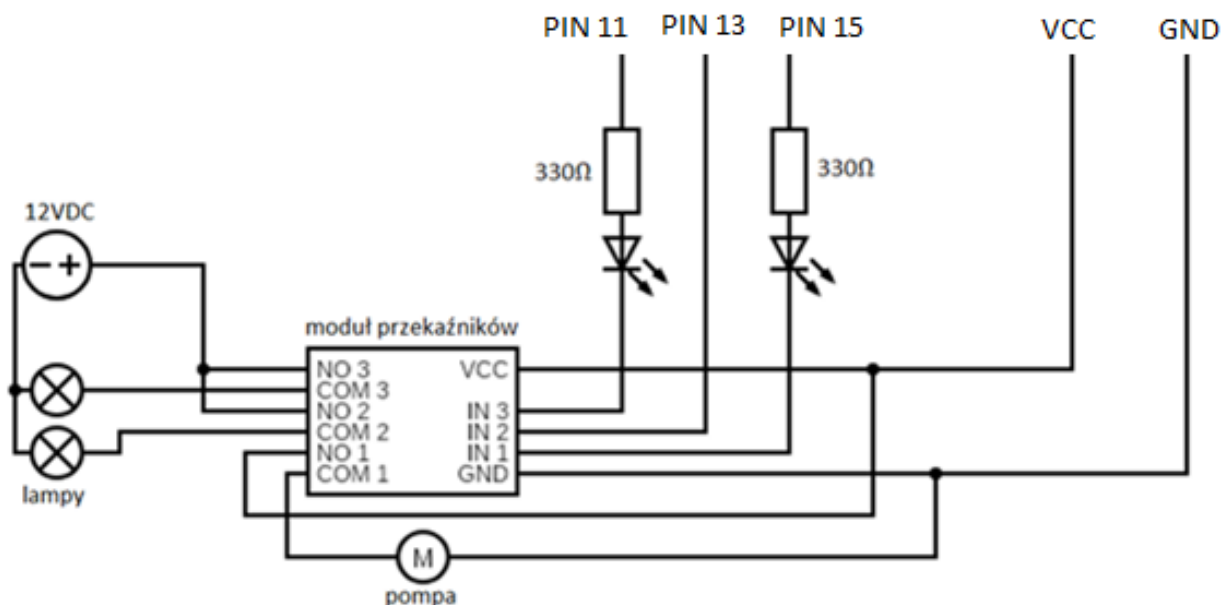 PIN 11 PIN 13 PIN 15 VCC GND
330Ω 330Ω
12VDC
− +
moduł przekaźników
NO 3 VCC
COM 3
NO 2 IN 3
COM 2 IN 2
NO 1 IN 1
COM 1 GND
lampy
M
pompa